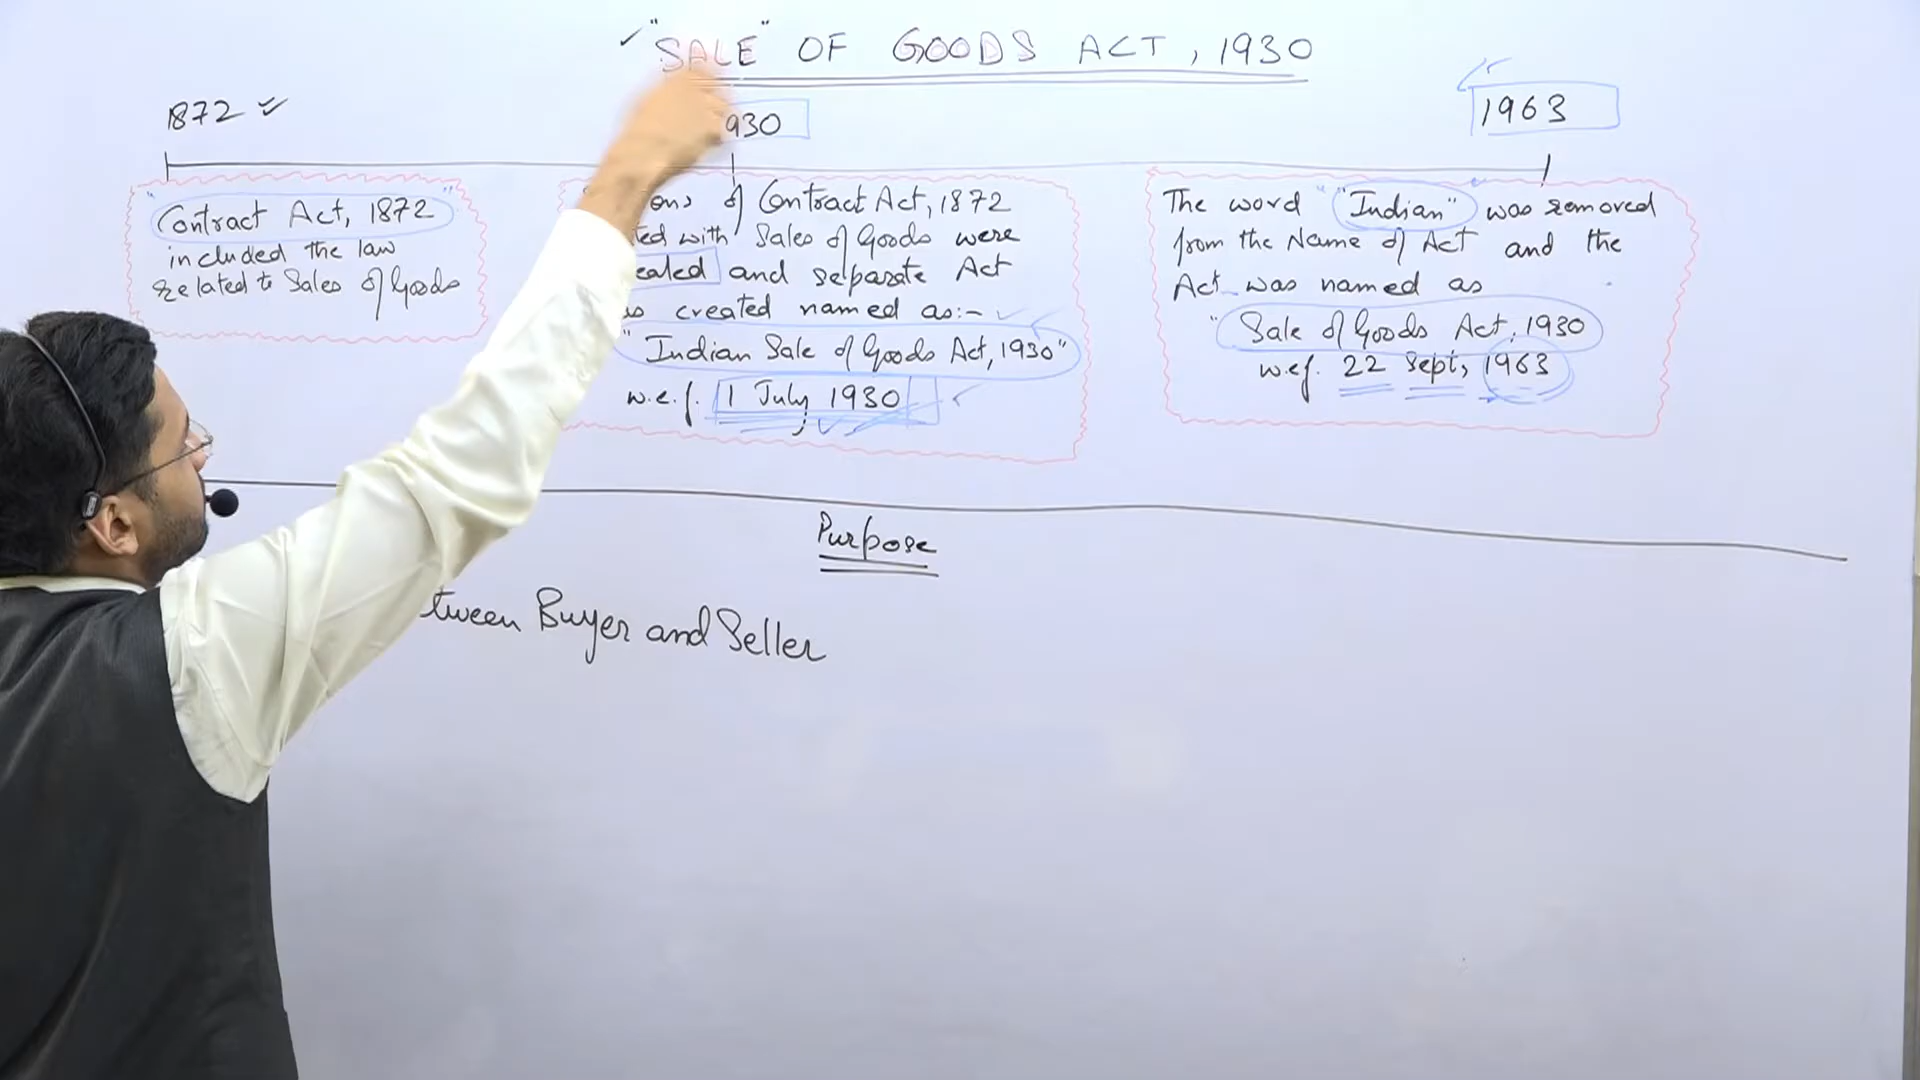 "SALE" OF GOODS ACT, 1930
1872
930
1963
"Contract Act, 1872"
included the law
related to Sales of Goods
ons of Contract Act, 1872
ted with Sales of Goods were
ealed and separate Act
s created named as:-
"Indian Sale of Goods Act, 1930"
w.e.f. 1 July 1930
The word "Indian" was removed
from the Name of Act and the
Act was named as
"Sale of Goods Act, 1930
w.e.f. 22 Sept, 1963
Purpose
tween Buyer and Seller